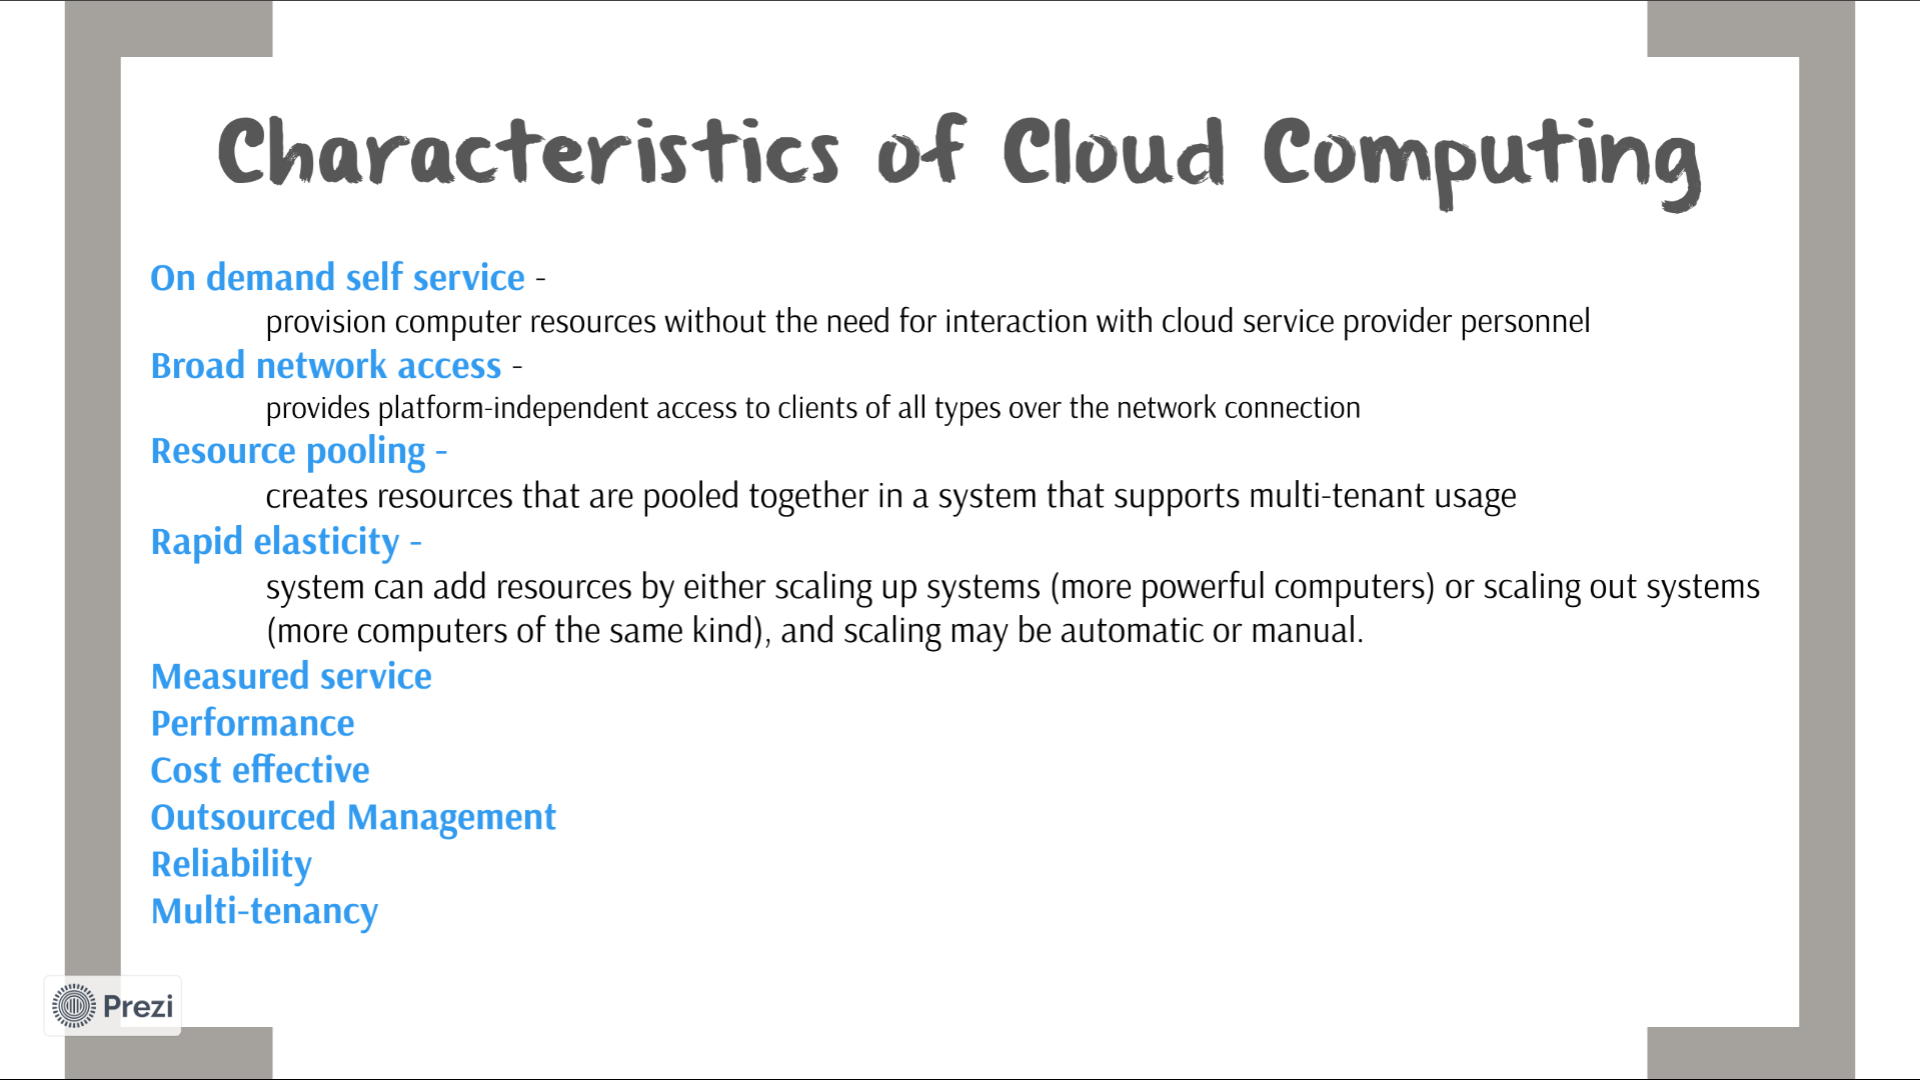 Characteristics of Cloud Computing
On demand self service -
provision computer resources without the need for interaction with cloud service provider personnel
Broad network access -
provides platform-independent access to clients of all types over the network connection
Resource pooling -
creates resources that are pooled together in a system that supports multi-tenant usage
Rapid elasticity -
system can add resources by either scaling up systems (more powerful computers) or scaling out systems
(more computers of the same kind), and scaling may be automatic or manual.
Measured service
Performance
Cost effective
Outsourced Management
Reliability
Multi-tenancy
Prezi